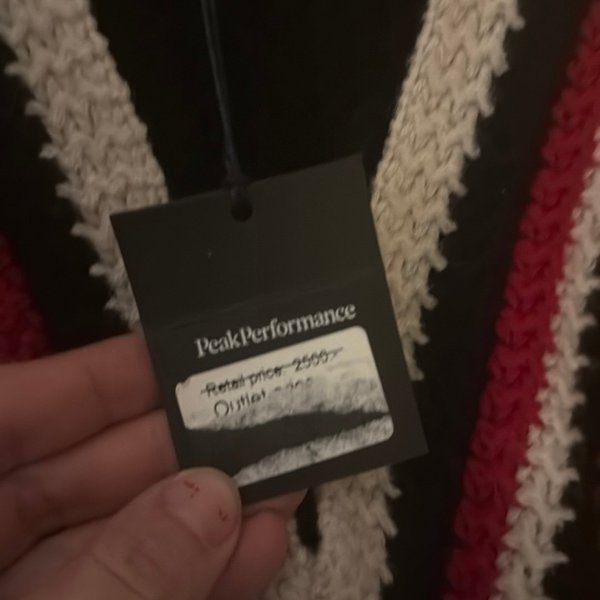 PeakPerformance
Retail price: 2500:-
Outlet